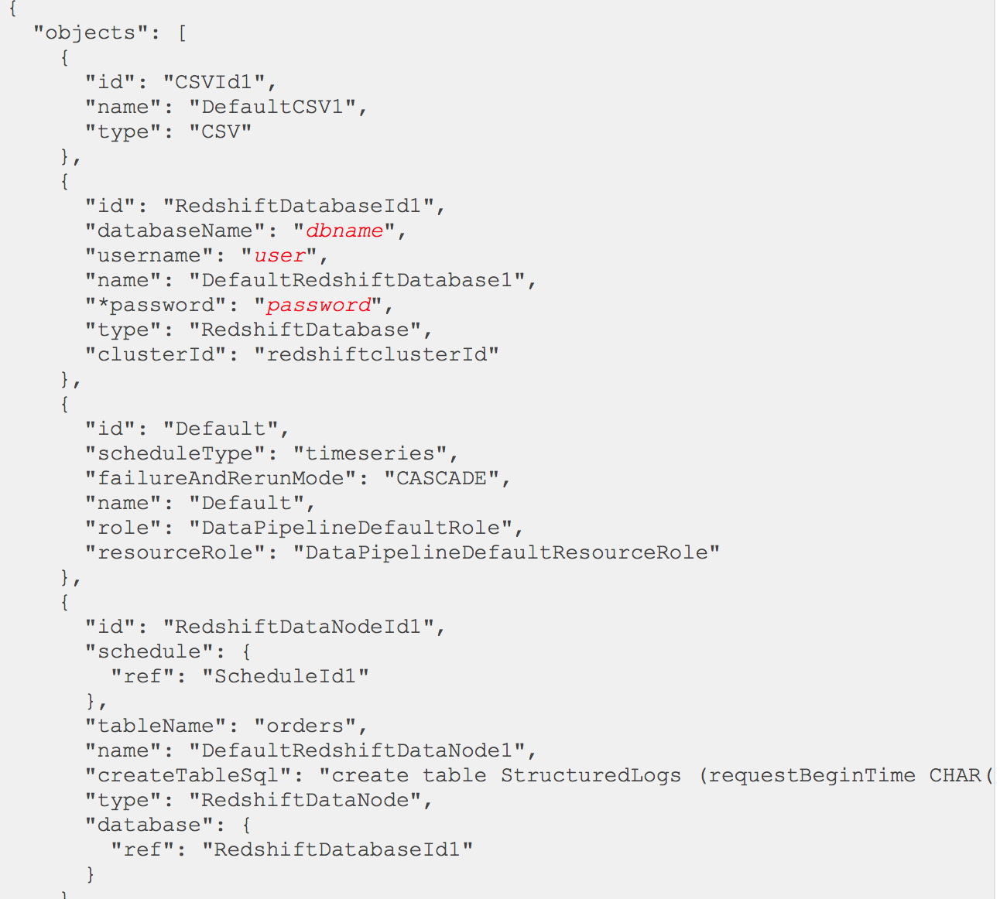 {
  "objects": [
    {
      "id": "CSVId1",
      "name": "DefaultCSV1",
      "type": "CSV"
    },
    {
      "id": "RedshiftDatabaseId1",
      "databaseName": "dbname",
      "username": "user",
      "name": "DefaultRedshiftDatabase1",
      "*password": "password",
      "type": "RedshiftDatabase",
      "clusterId": "redshiftclusterId"
    },
    {
      "id": "Default",
      "scheduleType": "timeseries",
      "failureAndRerunMode": "CASCADE",
      "name": "Default",
      "role": "DataPipelineDefaultRole",
      "resourceRole": "DataPipelineDefaultResourceRole"
    },
    {
      "id": "RedshiftDataNodeId1",
      "schedule": {
        "ref": "ScheduleId1"
      },
      "tableName": "orders",
      "name": "DefaultRedshiftDataNode1",
      "createTableSql": "create table StructuredLogs (requestBeginTime CHAR(
      "type": "RedshiftDataNode",
      "database": {
        "ref": "RedshiftDatabaseId1"
      }
    }